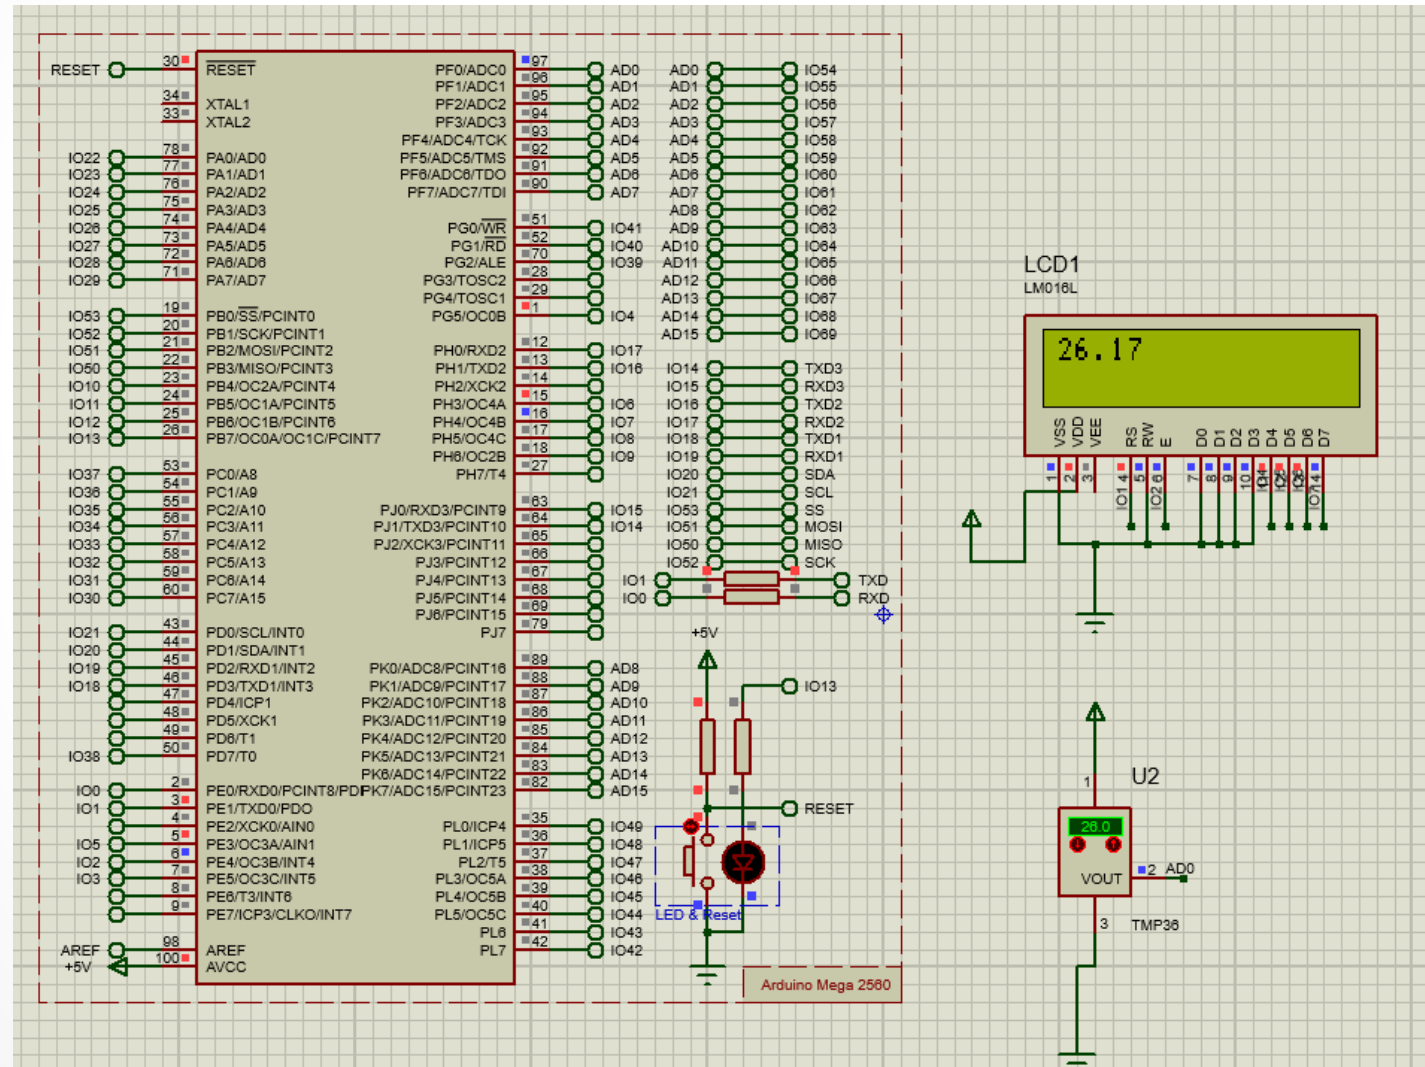 RESET 30 RESET
34 XTAL1
33 XTAL2
IO22 78 PA0/AD0
IO23 77 PA1/AD1
IO24 76 PA2/AD2
IO25 75 PA3/AD3
IO26 74 PA4/AD4
IO27 73 PA5/AD5
IO28 72 PA6/AD6
IO29 71 PA7/AD7
IO53 19 PB0/SS/PCINT0
IO52 20 PB1/SCK/PCINT1
IO51 21 PB2/MOSI/PCINT2
IO50 22 PB3/MISO/PCINT3
IO10 23 PB4/OC2A/PCINT4
IO11 24 PB5/OC1A/PCINT5
IO12 25 PB6/OC1B/PCINT6
IO13 26 PB7/OC0A/OC1C/PCINT7
IO37 53 PC0/A8
IO36 54 PC1/A9
IO35 55 PC2/A10
IO34 56 PC3/A11
IO33 57 PC4/A12
IO32 58 PC5/A13
IO31 59 PC6/A14
IO30 60 PC7/A15
IO21 43 PD0/SCL/INT0
IO20 44 PD1/SDA/INT1
IO19 45 PD2/RXD1/INT2
IO18 46 PD3/TXD1/INT3
47 PD4/ICP1
48 PD5/XCK1
49 PD6/T1
IO38 50 PD7/T0
IO0 2 PE0/RXD0/PCINT8/PDI
IO1 3 PE1/TXD0/PDO
4 PE2/XCK0/AIN0
IO5 5 PE3/OC3A/AIN1
IO2 6 PE4/OC3B/INT4
IO3 7 PE5/OC3C/INT5
8 PE6/T3/INT6
9 PE7/ICP3/CLKO/INT7
AREF 98 AREF
+5V 100 AVCC
PF0/ADC0 97 AD0
PF1/ADC1 96 AD1
PF2/ADC2 95 AD2
PF3/ADC3 94 AD3
PF4/ADC4/TCK 93 AD4
PF5/ADC5/TMS 92 AD5
PF6/ADC6/TDO 91 AD6
PF7/ADC7/TDI 90 AD7
PG0/WR 51 IO41
PG1/RD 52 IO40
PG2/ALE 70 IO39
PG3/TOSC2 28
PG4/TOSC1 29
PG5/OC0B 1 IO4
PH0/RXD2 12 IO17
PH1/TXD2 13 IO16
PH2/XCK2 14
PH3/OC4A 15 IO6
PH4/OC4B 16 IO7
PH5/OC4C 17 IO8
PH6/OC2B 18 IO9
PH7/T4 27
PJ0/RXD3/PCINT9 63 IO15
PJ1/TXD3/PCINT10 64 IO14
PJ2/XCK3/PCINT11 65
PJ3/PCINT12 66
PJ4/PCINT13 67
PJ5/PCINT14 68
PJ6/PCINT15 69
PJ7 79
PK0/ADC8/PCINT16 89 AD8
PK1/ADC9/PCINT17 88 AD9
PK2/ADC10/PCINT18 87 AD10
PK3/ADC11/PCINT19 86 AD11
PK4/ADC12/PCINT20 85 AD12
PK5/ADC13/PCINT21 84 AD13
PK6/ADC14/PCINT22 83 AD14
PK7/ADC15/PCINT23 82 AD15
PL0/ICP4 35 IO49
PL1/ICP5 36 IO48
PL2/T5 37 IO47
PL3/OC5A 38 IO46
PL4/OC5B 39 IO45
PL5/OC5C 40 IO44
PL6 41 IO43
PL7 42 IO42
AD0 IO54
AD1 IO55
AD2 IO56
AD3 IO57
AD4 IO58
AD5 IO59
AD6 IO60
AD7 IO61
AD8 IO62
AD9 IO63
AD10 IO64
AD11 IO65
AD12 IO66
AD13 IO67
AD14 IO68
AD15 IO69
IO14 TXD3
IO15 RXD3
IO16 TXD2
IO17 RXD2
IO18 TXD1
IO19 RXD1
IO20 SDA
IO21 SCL
IO53 SS
IO51 MOSI
IO50 MISO
IO52 SCK
IO1 TXD
IO0 RXD
+5V
IO13
RESET
LED & Reset
Arduino Mega 2560
LCD1
LM016L
26.17
VSS VDD VEE RS RW E D0 D1 D2 D3 D4 D5 D6 D7
1 2 3 4 5 6 7 8 9 10 14
IO1 IO2
U2
1
26.0
VOUT 2 AD0
3 TMP36